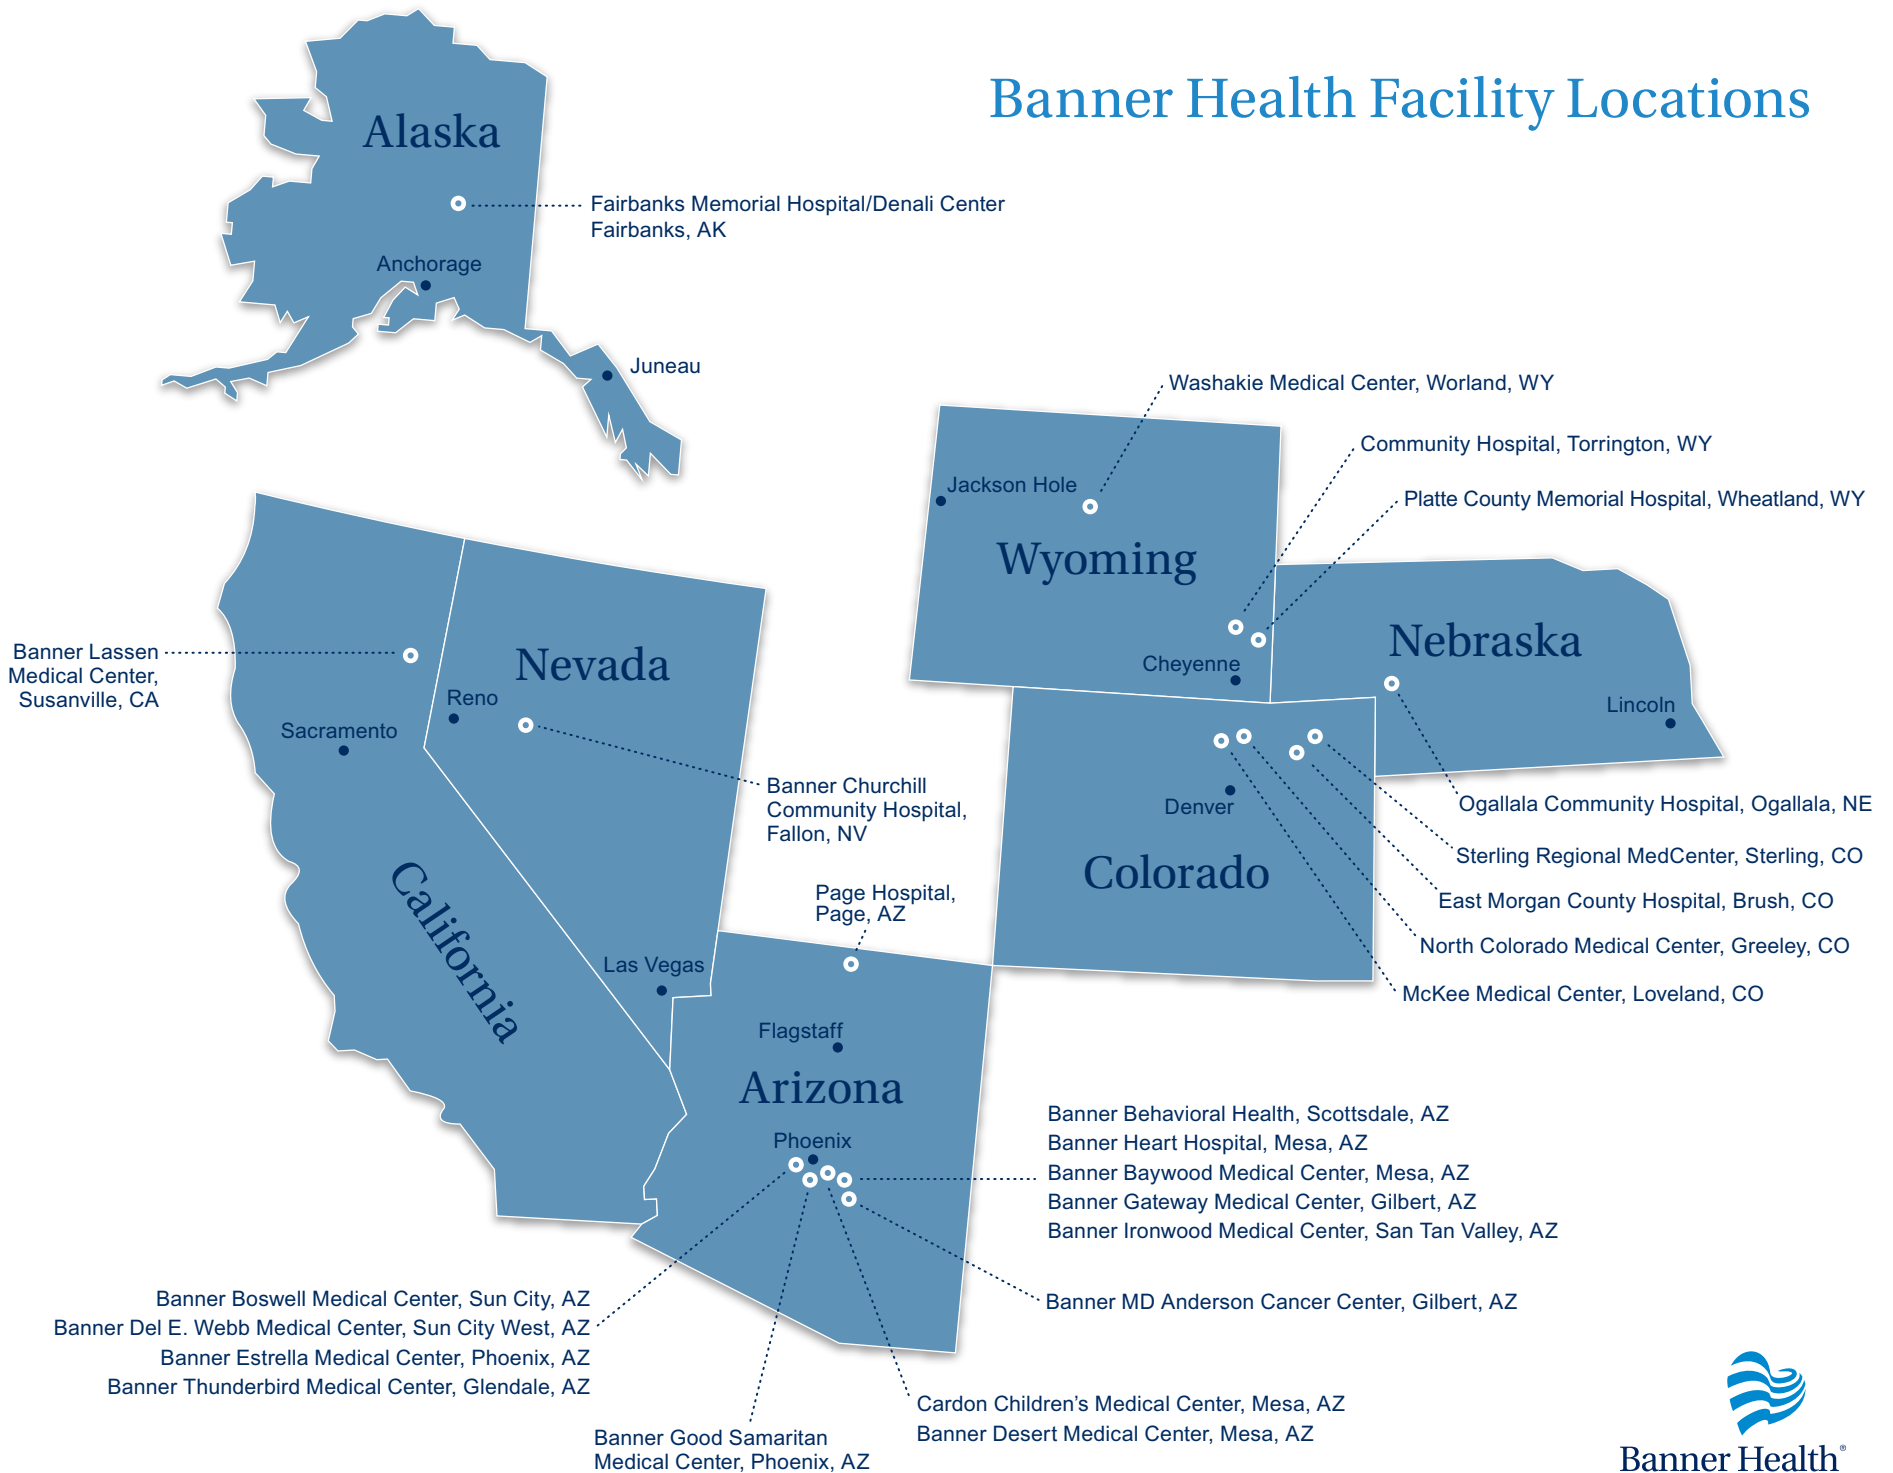 Banner Health Facility Locations
Alaska
Fairbanks Memorial Hospital/Denali Center
Fairbanks, AK
Anchorage
Juneau
Washakie Medical Center, Worland, WY
Community Hospital, Torrington, WY
Jackson Hole
Platte County Memorial Hospital, Wheatland, WY
Wyoming
Nebraska
Banner Lassen
Medical Center,
Susanville, CA
Nevada
Cheyenne
Reno
Lincoln
Sacramento
Banner Churchill
Community Hospital,
Fallon, NV
Denver
Ogallala Community Hospital, Ogallala, NE
Sterling Regional MedCenter, Sterling, CO
Colorado
East Morgan County Hospital, Brush, CO
Page Hospital,
Page, AZ
California
North Colorado Medical Center, Greeley, CO
Las Vegas
McKee Medical Center, Loveland, CO
Flagstaff
Arizona
Banner Behavioral Health, Scottsdale, AZ
Banner Heart Hospital, Mesa, AZ
Banner Baywood Medical Center, Mesa, AZ
Banner Gateway Medical Center, Gilbert, AZ
Banner Ironwood Medical Center, San Tan Valley, AZ
Phoenix
Banner MD Anderson Cancer Center, Gilbert, AZ
Banner Boswell Medical Center, Sun City, AZ
Banner Del E. Webb Medical Center, Sun City West, AZ
Banner Estrella Medical Center, Phoenix, AZ
Banner Thunderbird Medical Center, Glendale, AZ
Cardon Children’s Medical Center, Mesa, AZ
Banner Desert Medical Center, Mesa, AZ
Banner Good Samaritan
Medical Center, Phoenix, AZ
Banner Health®